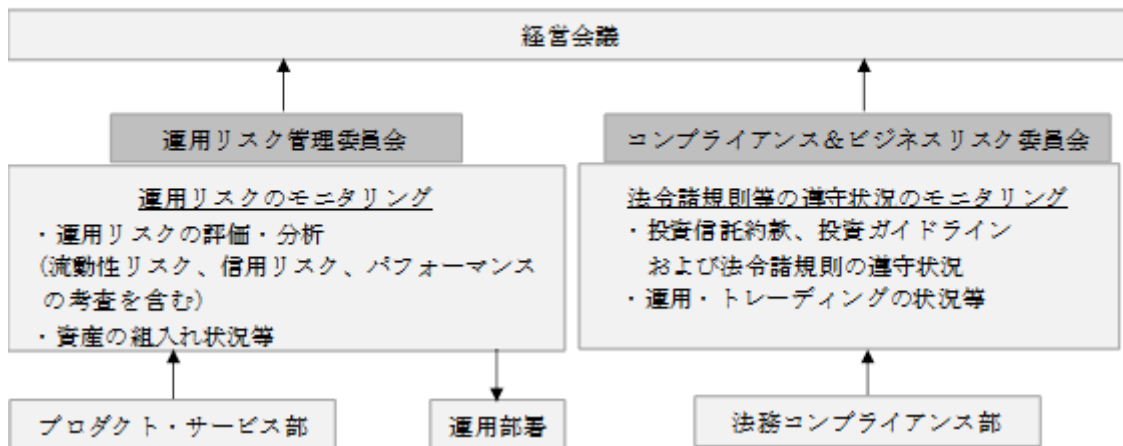 経営会議
運用リスク管理委員会
運用リスクのモニタリング
・運用リスクの評価・分析
(流動性リスク、信用リスク、パフォーマンス
の考査を含む)
・資産の組入れ状況等
コンプライアンス&ビジネスリスク委員会
法令諸規則等の遵守状況のモニタリング
・投資信託約款、投資ガイドライン
および法令諸規則の遵守状況
・運用・トレーディングの状況等
プロダクト・サービス部
運用部署
法務コンプライアンス部